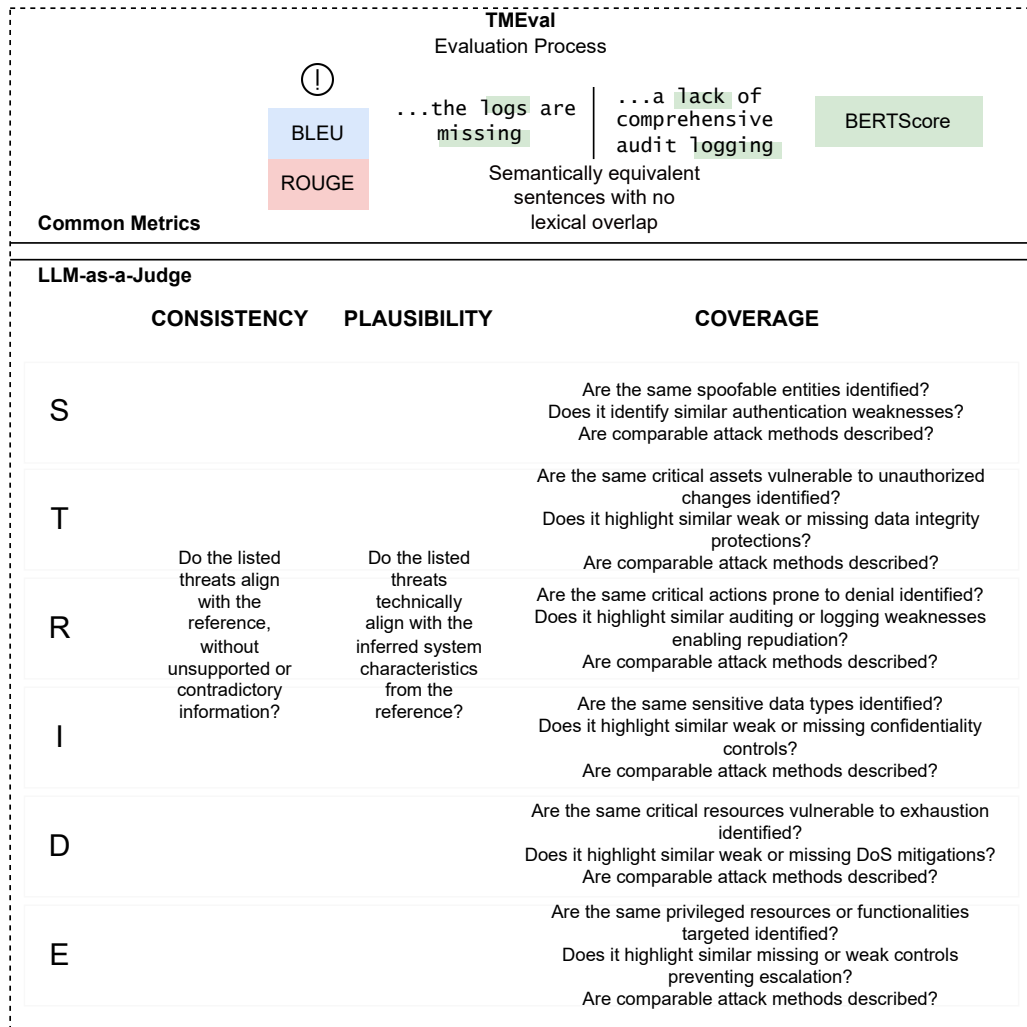 TMEval
Evaluation Process
!
BLEU
ROUGE
...the logs are
missing
...a lack of
comprehensive
audit logging
BERTScore
Semantically equivalent
sentences with no
lexical overlap
Common Metrics
LLM-as-a-Judge
CONSISTENCY PLAUSIBILITY COVERAGE
S
Are the same spoofable entities identified?
Does it identify similar authentication weaknesses?
Are comparable attack methods described?
T
Are the same critical assets vulnerable to unauthorized
changes identified?
Does it highlight similar weak or missing data integrity
protections?
Are comparable attack methods described?
Do the listed
threats align
with the
reference,
without
unsupported or
contradictory
information?
Do the listed
threats
technically
align with the
inferred system
characteristics
from the
reference?
R
Are the same critical actions prone to denial identified?
Does it highlight similar auditing or logging weaknesses
enabling repudiation?
Are comparable attack methods described?
I
Are the same sensitive data types identified?
Does it highlight similar weak or missing confidentiality
controls?
Are comparable attack methods described?
D
Are the same critical resources vulnerable to exhaustion
identified?
Does it highlight similar weak or missing DoS mitigations?
Are comparable attack methods described?
E
Are the same privileged resources or functionalities
targeted identified?
Does it highlight similar missing or weak controls
preventing escalation?
Are comparable attack methods described?